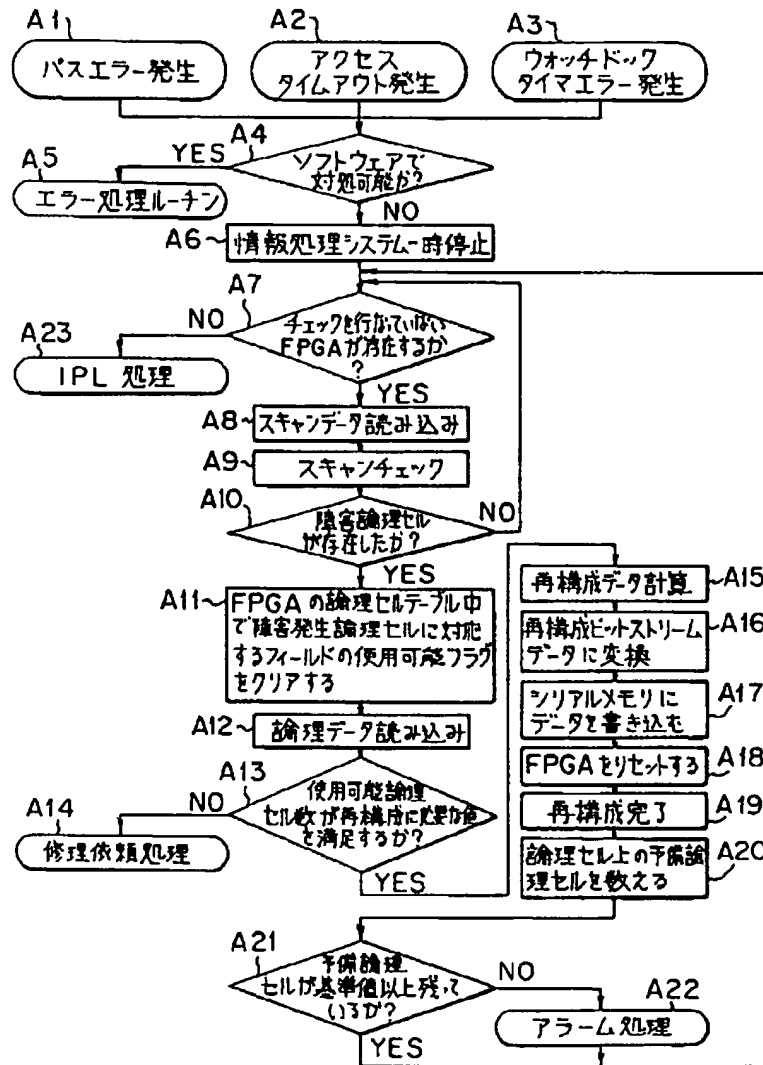 A1
パスエラー発生
A2
アクセス
タイムアウト発生
A3
ウォッチドック
タイマエラー発生
A4
ソフトウェアで
対処可能か?
YES
A5
エラー処理ルーチン
NO
A6
情報処理システム一時停止
A7
チェックを行なっていない
FPGAが存在するか
?
NO
A23
IPL 処理
YES
A8
スキャンデータ読み込み
A9
スキャンチェック
A10
障害論理セル
が存在したか?
NO
YES
A11
FPGAの論理セルテーブル中
で障害発生論理セルに対応
するフィールドの使用可能フラグ
をクリアする
A12
論理データ読み込み
A13
使用可能論理
セル数が再構成に必要な値
を満足するか?
NO
A14
修理依頼処理
YES
再構成データ計算
A15
再構成ビットストリーム
データに変換
A16
シリアルメモリに
データを書き込む
A17
FPGAをリセットする
A18
再構成完了
A19
論理セル上の予備論
理セルを数える
A20
A21
予備論理
セルが基準値以上残って
いるか?
NO
A22
アラーム処理
YES